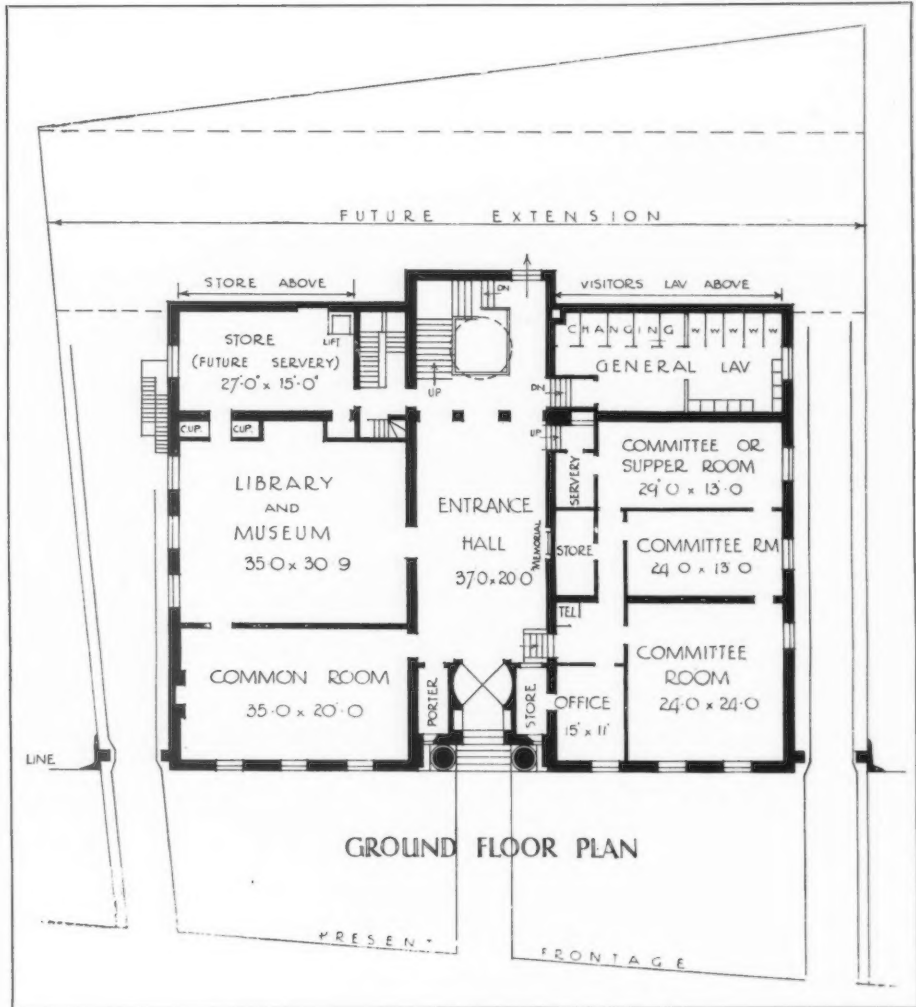 FUTURE EXTENSION
STORE ABOVE
DN
VISITORS LAV ABOVE
CHANGING W W W W W
STORE
(FUTURE SERVERY)
27'·0" x 15'·0"
LIFT
UP
DN
GENERAL LAV
CUP.
CUP.
UP
LIBRARY
AND
MUSEUM
35·0 x 30 9
ENTRANCE
HALL
37·0 x 20·0
MEMORIAL
SERVERY
COMMITTEE OR
SUPPER ROOM
29'·0 x 13'·0
STORE
COMMITTEE RM
24·0 x 13·0
TEL
COMMON ROOM
35·0 x 20'·0
PORTER
STORE
OFFICE
15' x 11'
COMMITTEE
ROOM
24·0 x 24·0
LINE
GROUND FLOOR PLAN
PRESENT
FRONTAGE